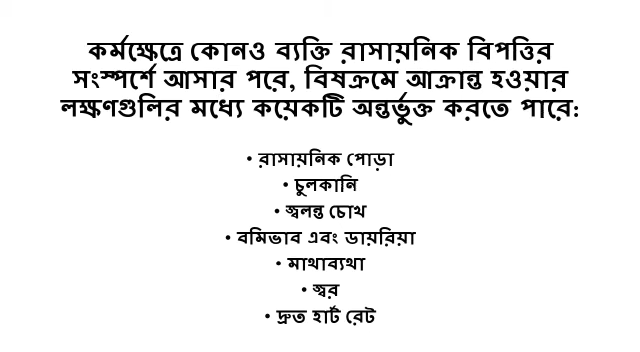 কর্মক্ষেত্রে কোনও ব্যক্তি রাসায়নিক বিপত্তির
সংস্পর্শে আসার পরে, বিষক্রমে আক্রান্ত হওয়ার
লক্ষণগুলির মধ্যে কয়েকটি অন্তর্ভুক্ত করতে পারে:
• রাসায়নিক পোড়া
• চুলকানি
• জ্বলন্ত চোখ
• বমিভাব এবং ডায়রিয়া
• মাথাব্যথা
• জ্বর
• দ্রুত হার্ট রেট